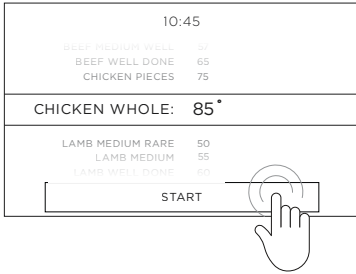 10:45
BEEF MEDIUM WELL 67
BEEF WELL DONE 65
CHICKEN PIECES 75
CHICKEN WHOLE: 85°
LAMB MEDIUM RARE 50
LAMB MEDIUM 55
LAMB WELL DONE 60
START